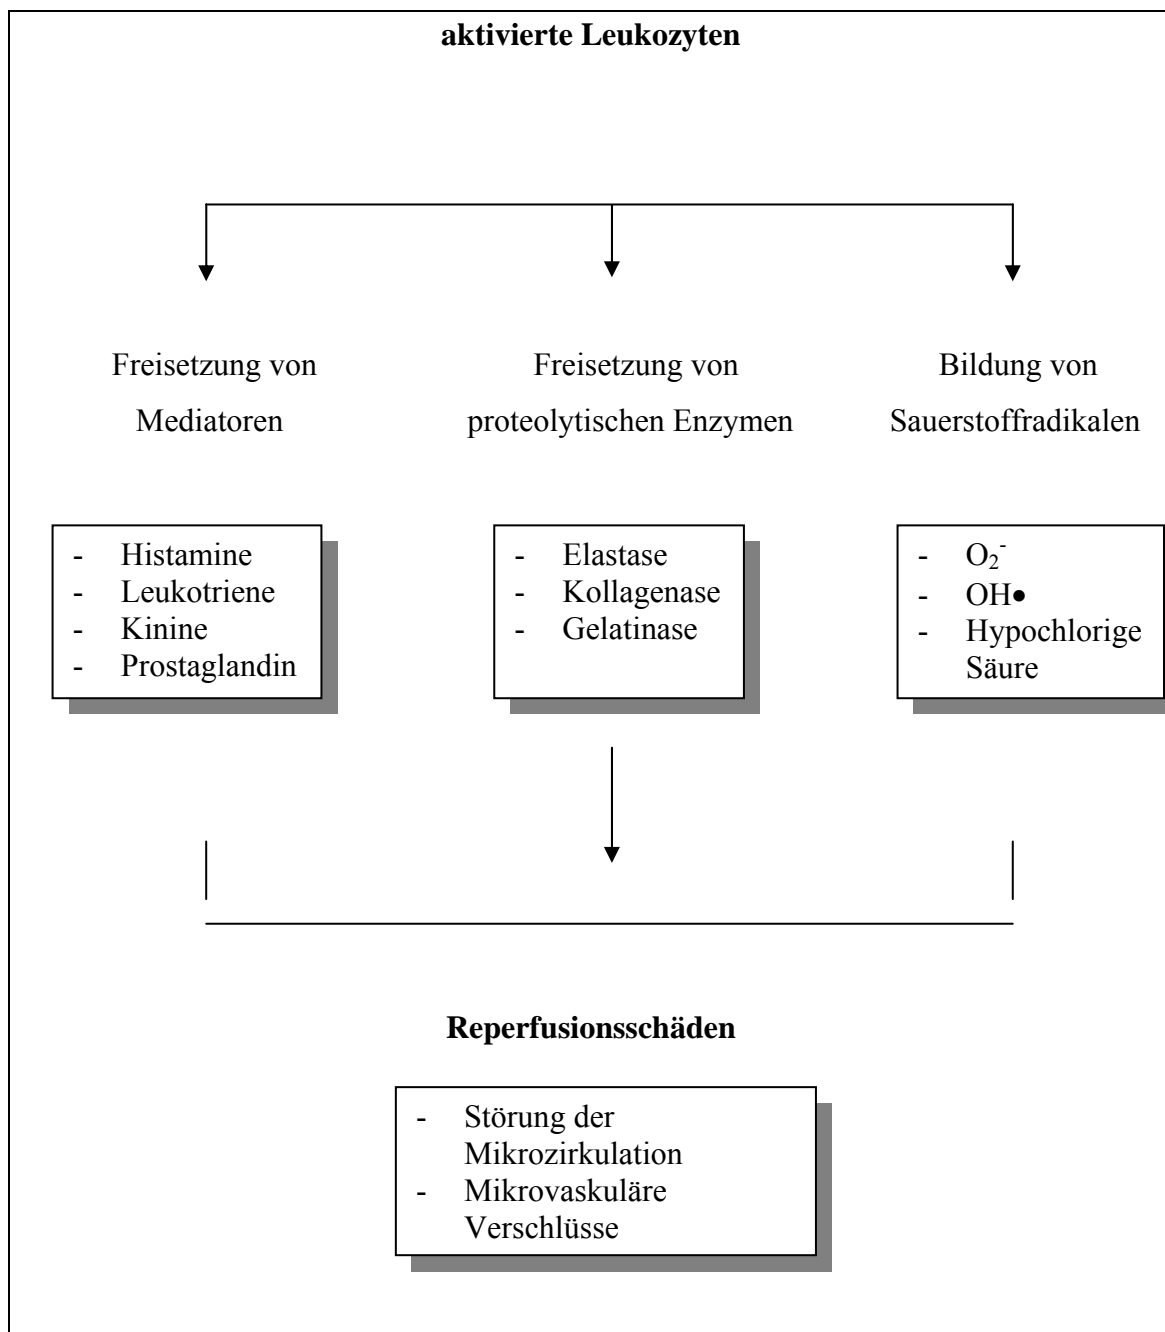 aktivierte Leukozyten
Freisetzung von
Mediatoren
Freisetzung von
proteolytischen Enzymen
Bildung von
Sauerstoffradikalen
- Histamine
- Leukotriene
- Kinine
- Prostaglandin
- Elastase
- Kollagenase
- Gelatinase
- O₂⁻
- OH●
- Hypochlorige
Säure
Reperfusionsschäden
- Störung der
Mikrozirkulation
- Mikrovaskuläre
Verschlüsse